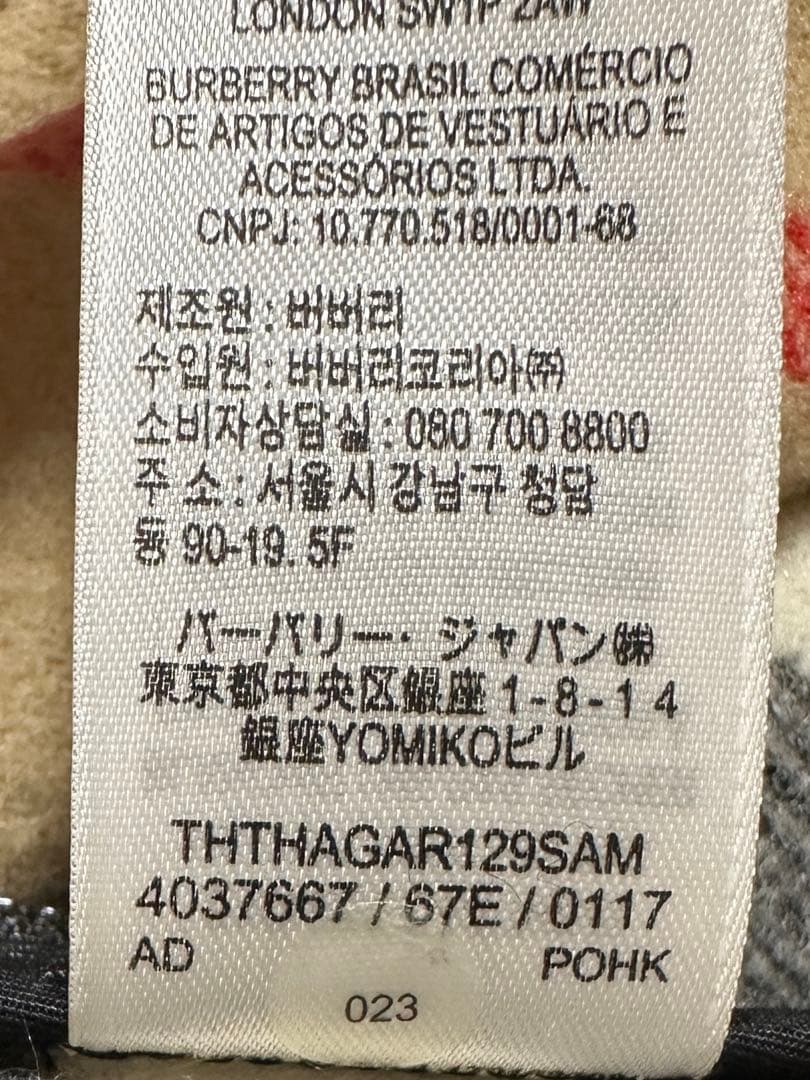 LONDON SW1P 2AW
BURBERRY BRASIL COMÉRCIO
DE ARTIGOS DE VESTUÁRIO E
ACESSÓRIOS LTDA.
CNPJ: 10.770.518/0001-68
제조원 : 버버리
수입원 : 버버리코리아㈜
소비자상담실 : 080 700 8800
주 소 : 서울시 강남구 청담
동 90-19. 5F
バーバリー・ジャパン㈱
東京都中央区銀座 1-8-14
銀座YOMIKOビル
THTHAGAR129SAM
4037667 / 67E / 0117
AD POHK
023